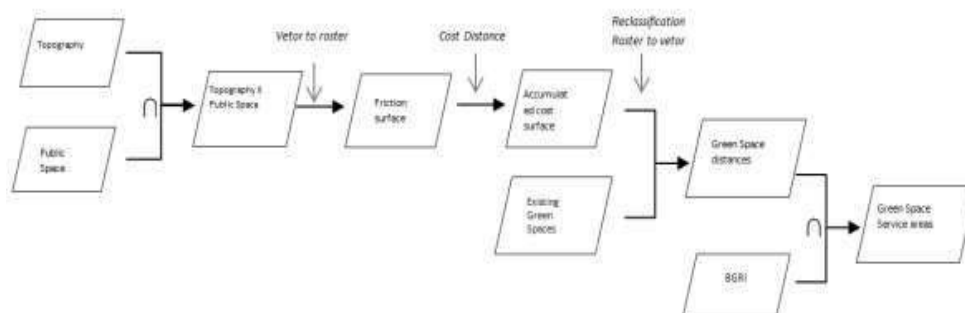 Topography
Vetor to raster
Cost Distance
Reclassification
Raster to vetor
Topography X
Public Space
Friction
surface
Accumulat
ed cost
surface
Public
Space
Green Space
distances
Existing
Green
Spaces
Green Space
Service areas
BGRI